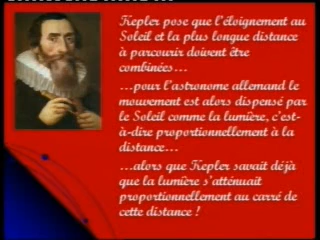 Kepler pose que l'éloignement au
Soleil et la plus longue distance
à parcourir doivent être
combinées...
...pour l'astronome allemand le
mouvement est alors dispensé par
le Soleil comme la lumière, c'est-
à-dire proportionnellement à la
distance...
...alors que Kepler savait déjà
que la lumière s'atténuait
proportionnellement au carré de
cette distance !